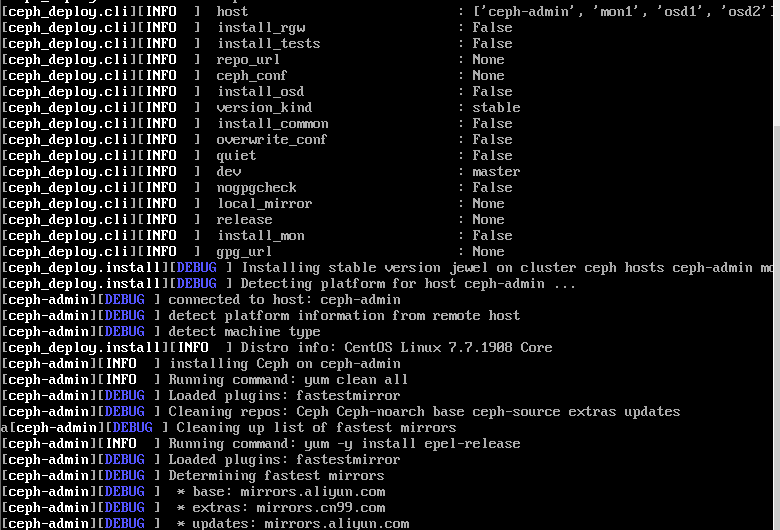 [ceph_deploy.cli][INFO  ]  host                          : ['ceph-admin', 'mon1', 'osd1', 'osd2']
[ceph_deploy.cli][INFO  ]  install_rgw                   : False
[ceph_deploy.cli][INFO  ]  install_tests                 : False
[ceph_deploy.cli][INFO  ]  repo_url                      : None
[ceph_deploy.cli][INFO  ]  ceph_conf                     : None
[ceph_deploy.cli][INFO  ]  install_osd                   : False
[ceph_deploy.cli][INFO  ]  version_kind                  : stable
[ceph_deploy.cli][INFO  ]  install_common                : False
[ceph_deploy.cli][INFO  ]  overwrite_conf                : False
[ceph_deploy.cli][INFO  ]  quiet                         : False
[ceph_deploy.cli][INFO  ]  dev                           : master
[ceph_deploy.cli][INFO  ]  nogpgcheck                    : False
[ceph_deploy.cli][INFO  ]  local_mirror                  : None
[ceph_deploy.cli][INFO  ]  release                       : None
[ceph_deploy.cli][INFO  ]  install_mon                   : False
[ceph_deploy.cli][INFO  ]  gpg_url                       : None
[ceph_deploy.install][DEBUG ] Installing stable version jewel on cluster ceph hosts ceph-admin mo
[ceph_deploy.install][DEBUG ] Detecting platform for host ceph-admin ...
[ceph-admin][DEBUG ] connected to host: ceph-admin
[ceph-admin][DEBUG ] detect platform information from remote host
[ceph-admin][DEBUG ] detect machine type
[ceph_deploy.install][INFO  ] Distro info: CentOS Linux 7.7.1908 Core
[ceph-admin][INFO  ] installing Ceph on ceph-admin
[ceph-admin][INFO  ] Running command: yum clean all
[ceph-admin][DEBUG ] Loaded plugins: fastestmirror
[ceph-admin][DEBUG ] Cleaning repos: Ceph Ceph-noarch base ceph-source extras updates
a[ceph-admin][DEBUG ] Cleaning up list of fastest mirrors
[ceph-admin][INFO  ] Running command: yum -y install epel-release
[ceph-admin][DEBUG ] Loaded plugins: fastestmirror
[ceph-admin][DEBUG ] Determining fastest mirrors
[ceph-admin][DEBUG ]  * base: mirrors.aliyun.com
[ceph-admin][DEBUG ]  * extras: mirrors.cn99.com
[ceph-admin][DEBUG ]  * updates: mirrors.aliyun.com